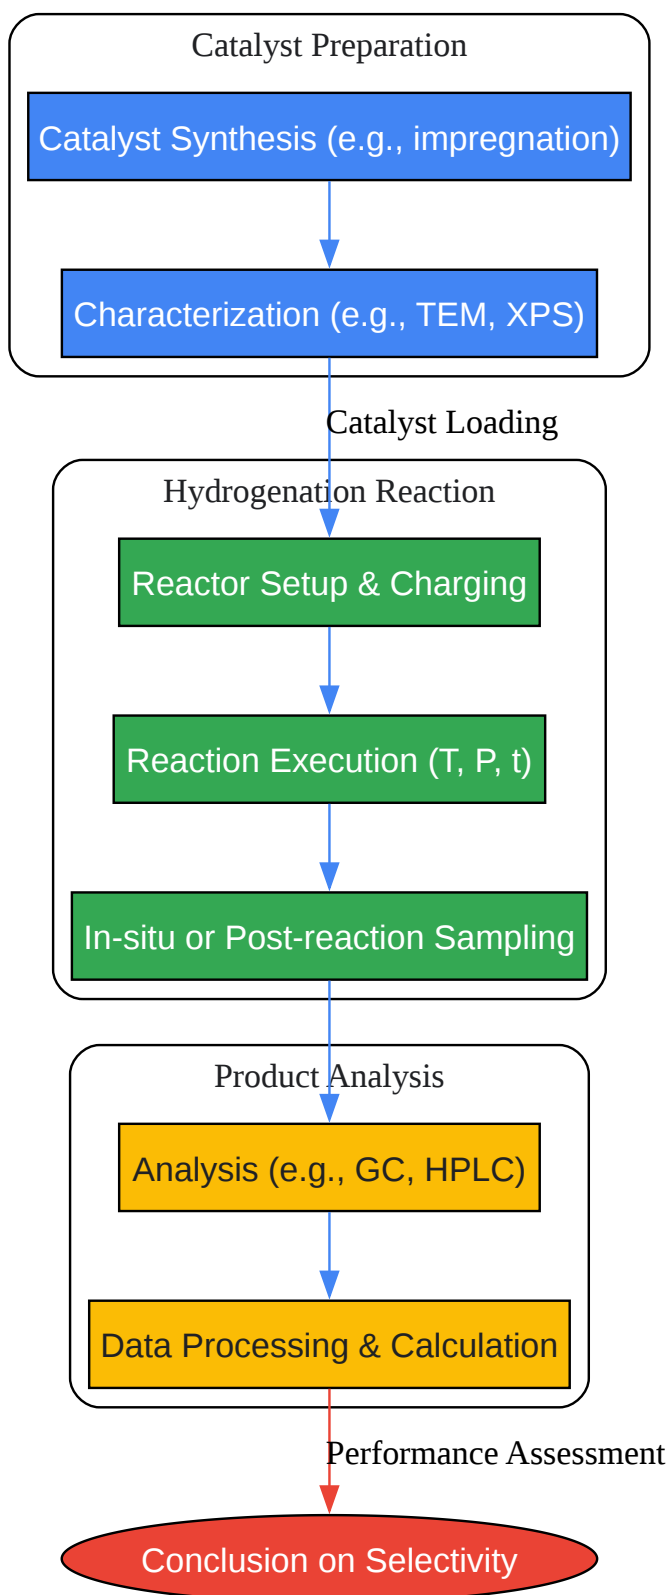 Catalyst Preparation
Catalyst Synthesis (e.g., impregnation)
Characterization (e.g., TEM, XPS)
Catalyst Loading
Hydrogenation Reaction
Reactor Setup & Charging
Reaction Execution (T, P, t)
In-situ or Post-reaction Sampling
Product Analysis
Analysis (e.g., GC, HPLC)
Data Processing & Calculation
Performance Assessment
Conclusion on Selectivity